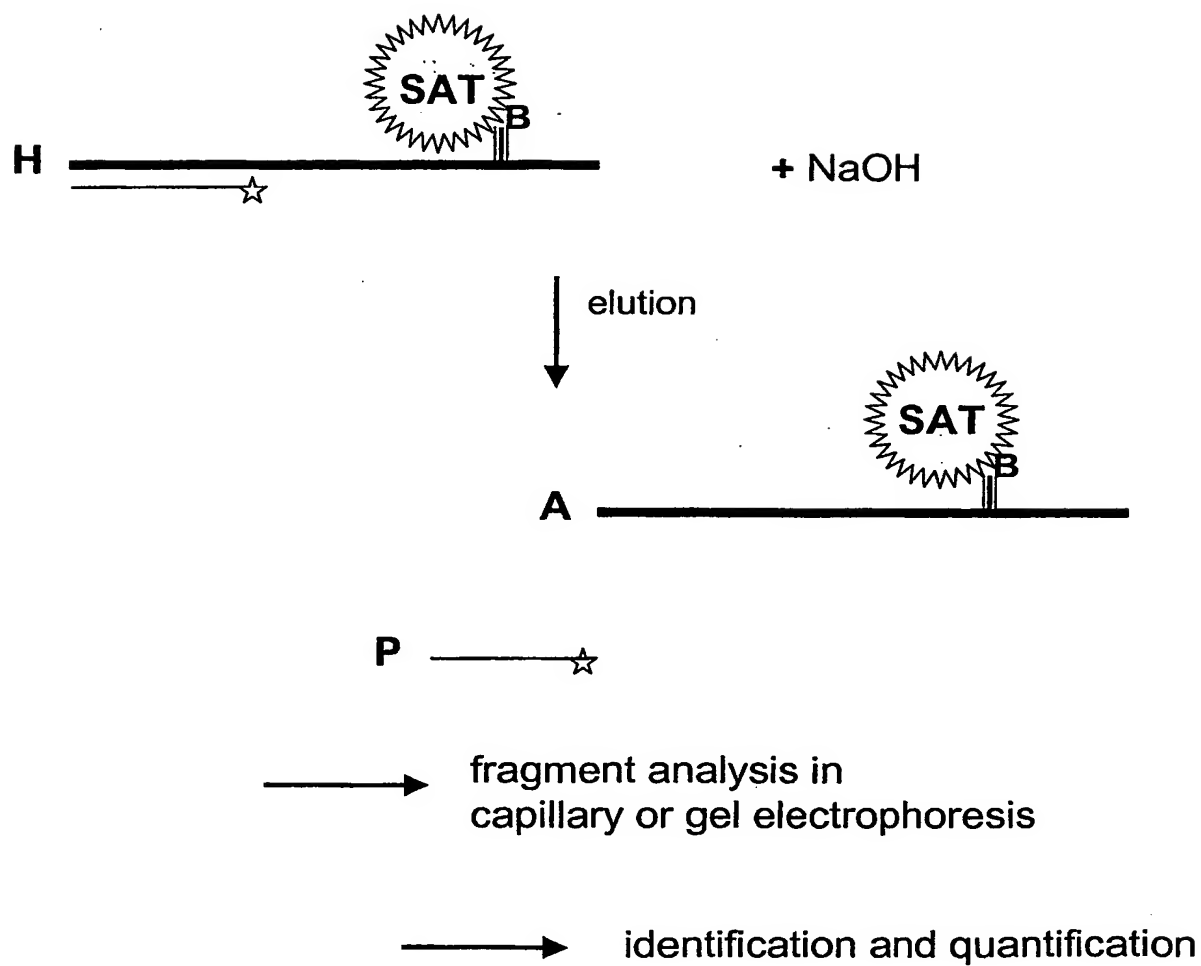 SAT
B
H
+ NaOH
elution
SAT
B
A
P
fragment analysis in
capillary or gel electrophoresis
identification and quantification